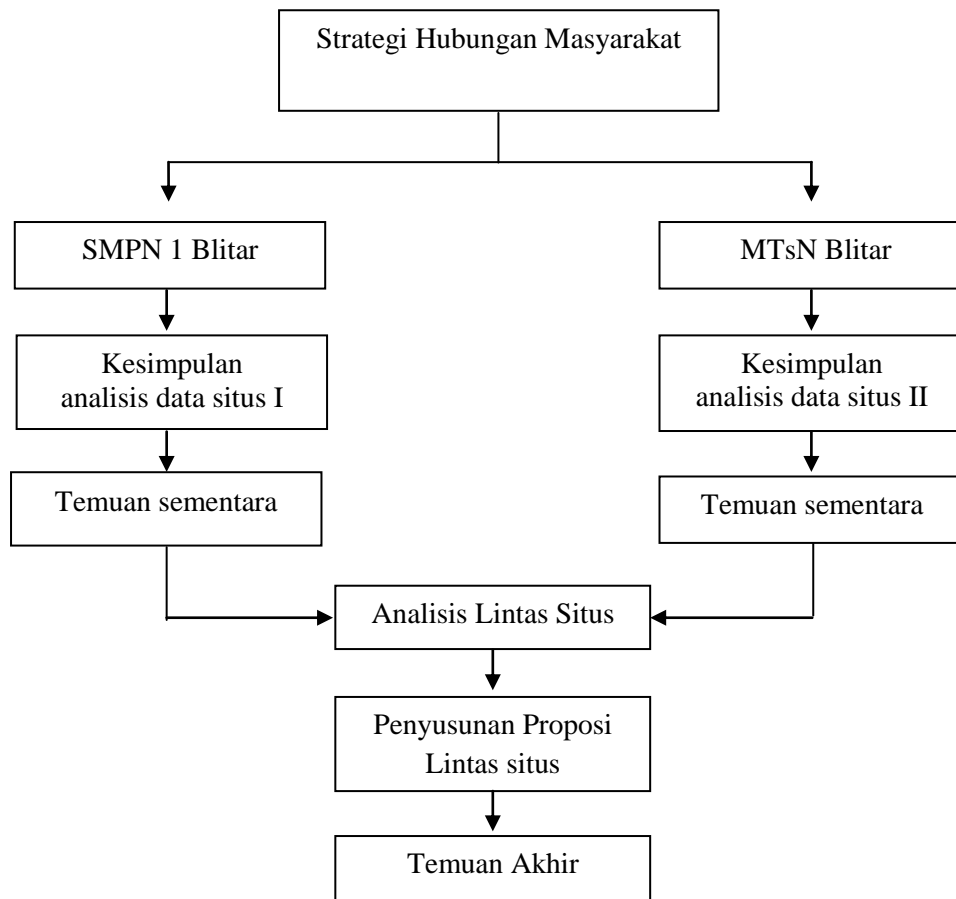 Strategi Hubungan Masyarakat
SMPN 1 Blitar
MTsN Blitar
Kesimpulan
analisis data situs I
Kesimpulan
analisis data situs II
Temuan sementara
Temuan sementara
Analisis Lintas Situs
Penyusunan Proposi
Lintas situs
Temuan Akhir